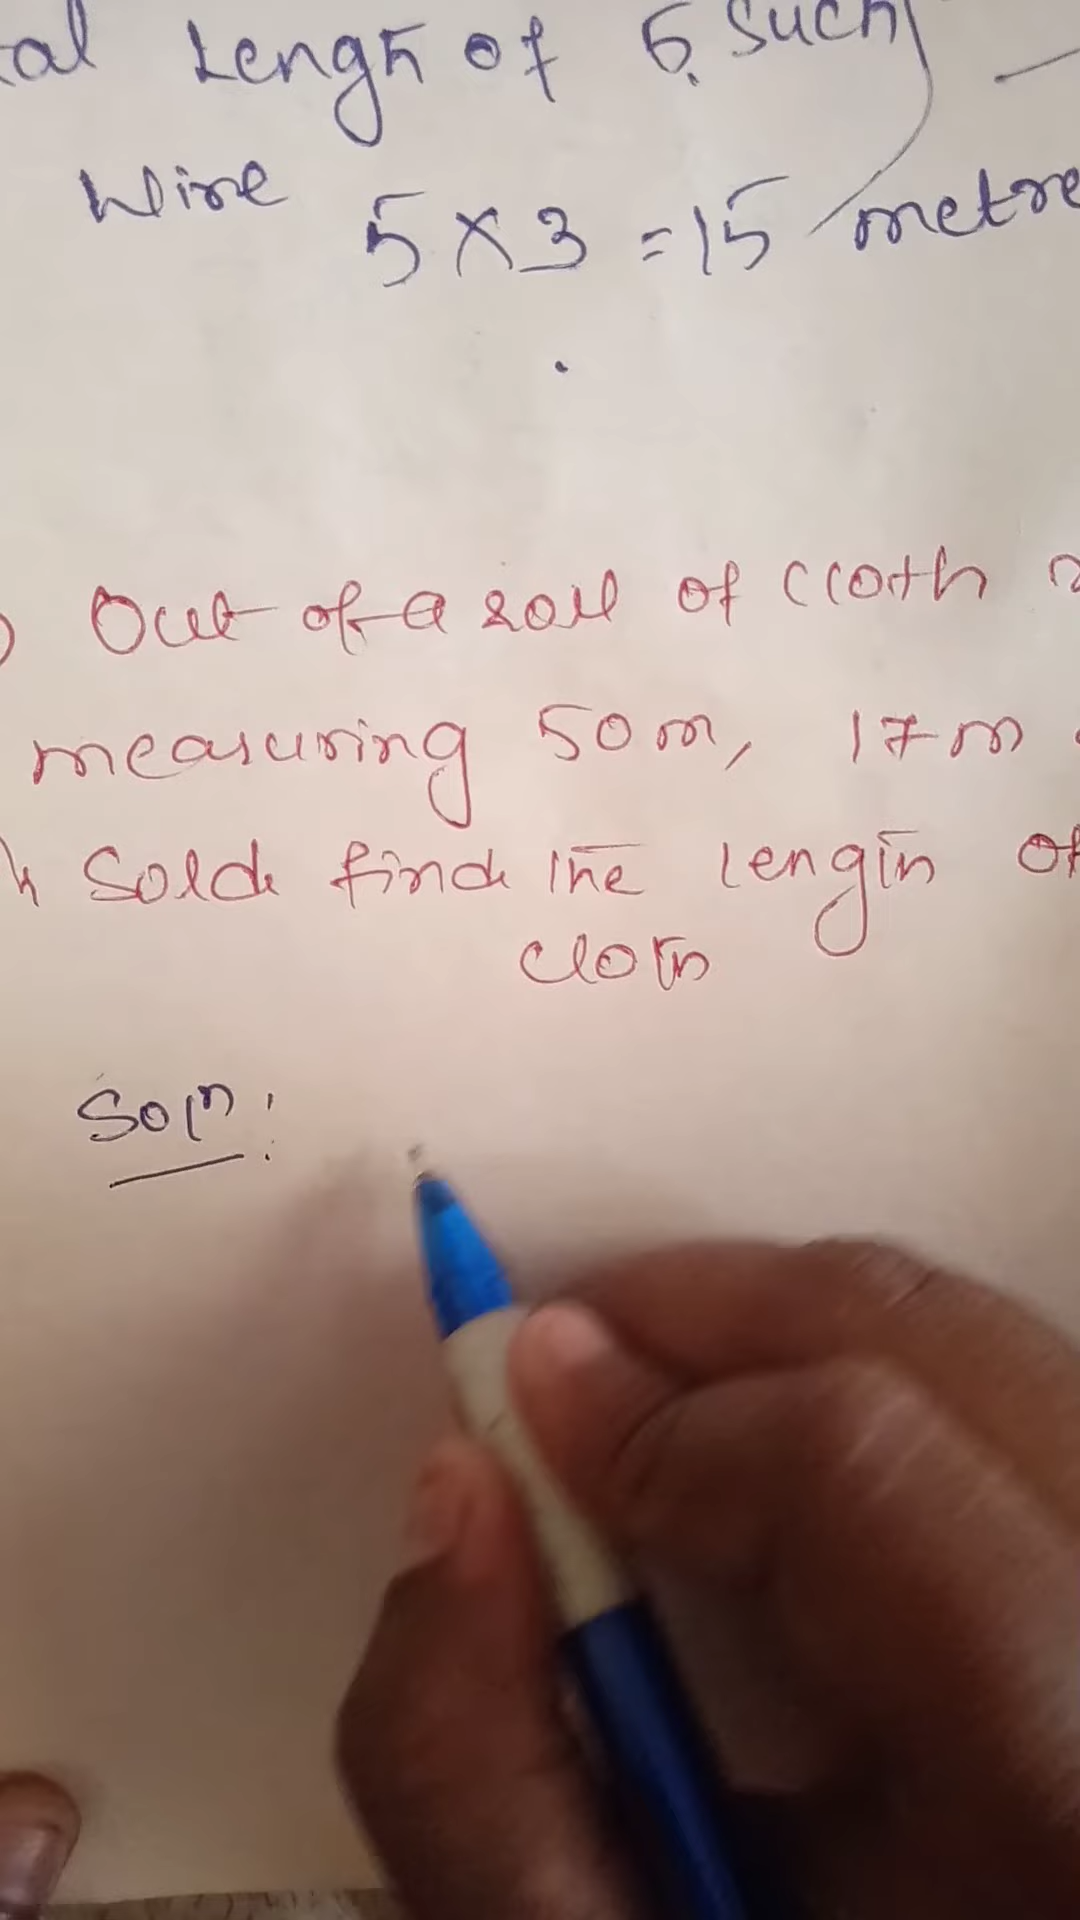 Length of 5 such
Wire 5 × 3 = 15 metre
Out of a roll of ccoth
measuring 50m, 17m
Sold find the length of
cloth
Soln: